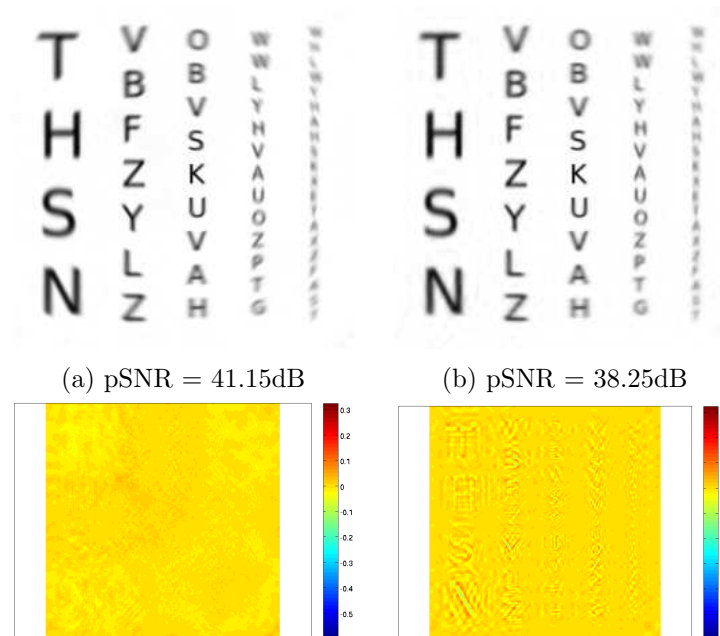 T H S N
V B F Z Y L Z
O B V S K U V A H
W W L Y H V A U O Z P T G
(a) pSNR = 41.15dB
T H S N
V B F Z Y L Z
O B V S K U V A H
W W L Y H V A U O Z P T G
(b) pSNR = 38.25dB
0.3
0.2
0.1
0
-0.1
-0.2
-0.3
-0.4
-0.5